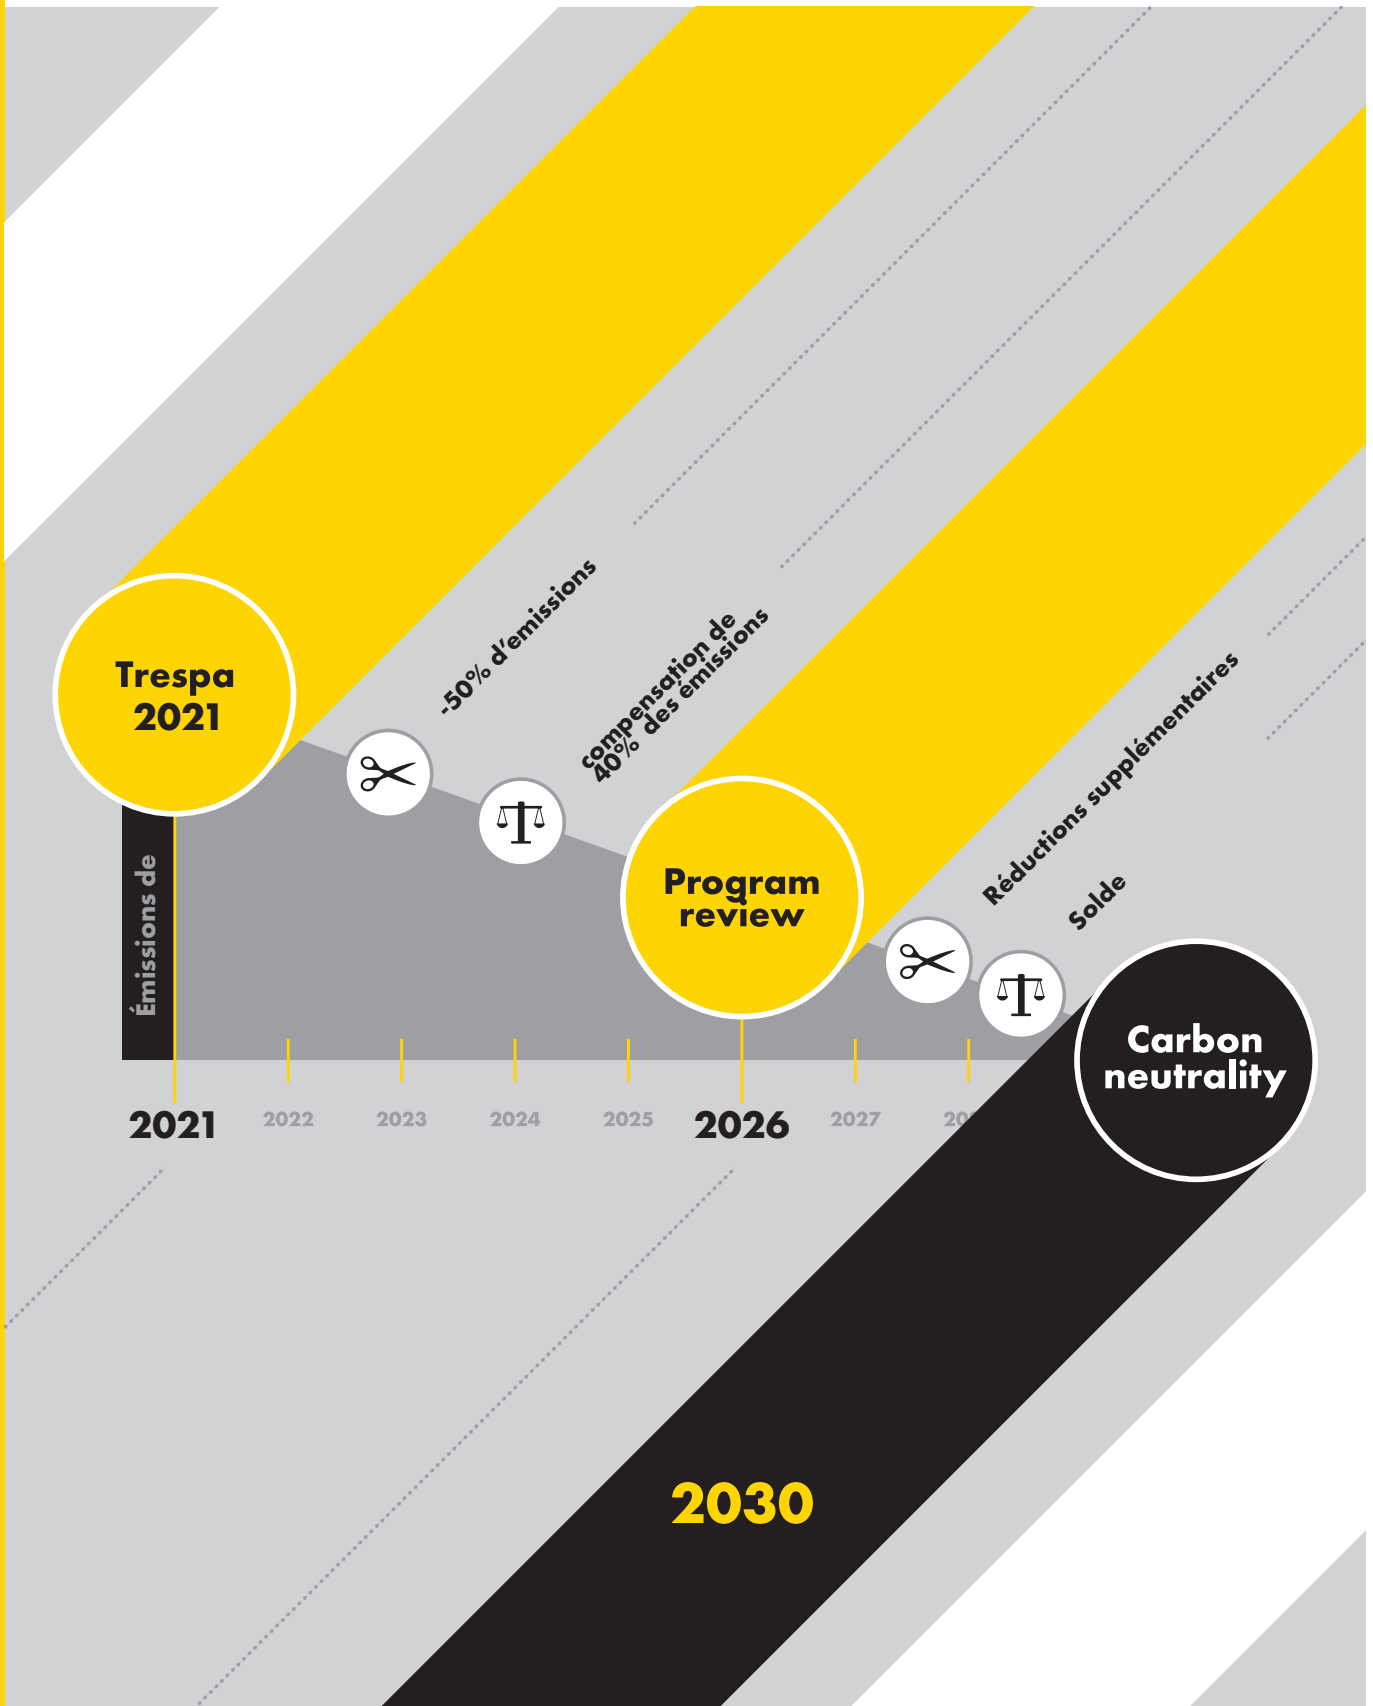 -50% d'emissions
compensation de
40% des émissions
Trespa
2021
Réductions supplémentaires
Solde
Program
review
Émissions de
Carbon
neutrality
2021 2022 2023 2024 2025 2026 2027
2030